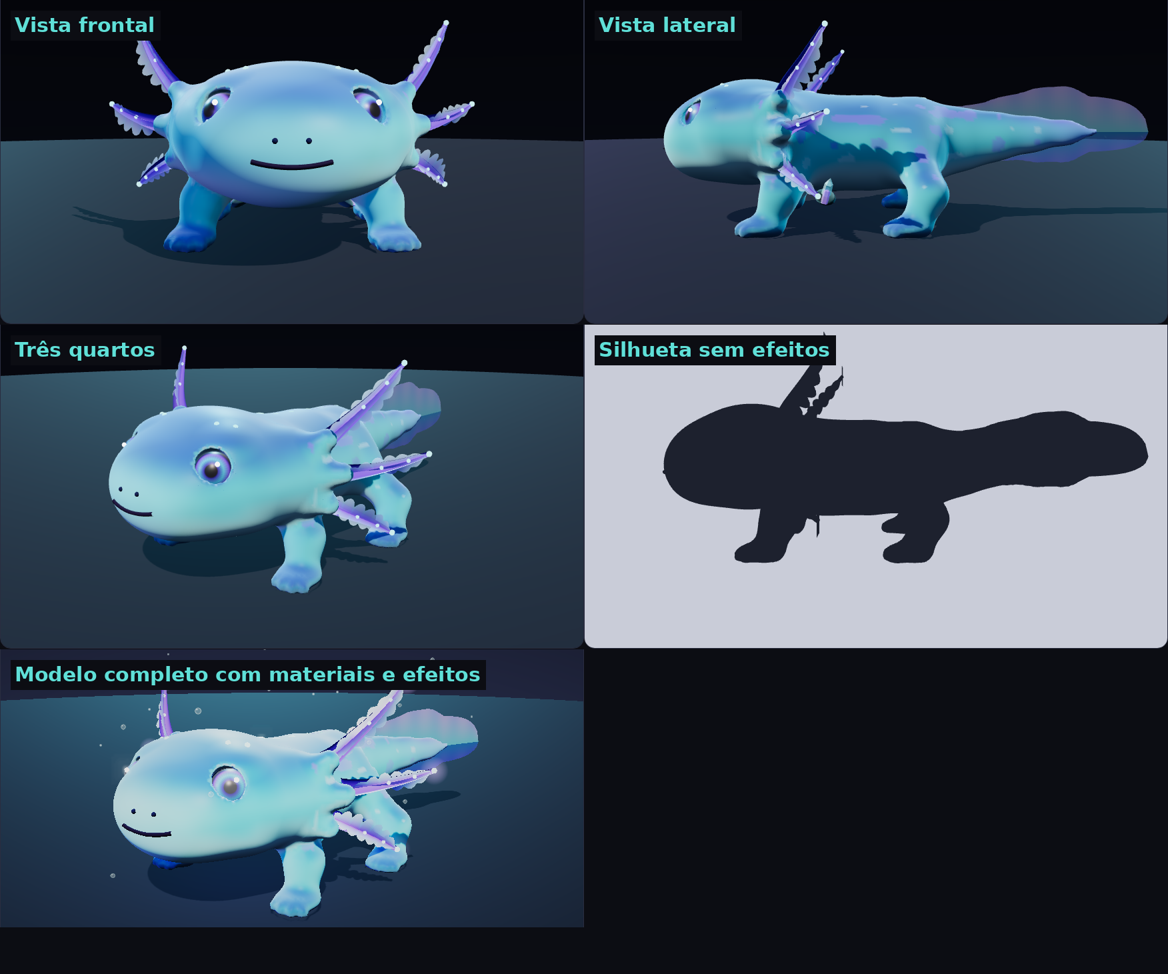 Vista frontal
Vista lateral
Três quartos
Silhueta sem efeitos
Modelo completo com materiais e efeitos